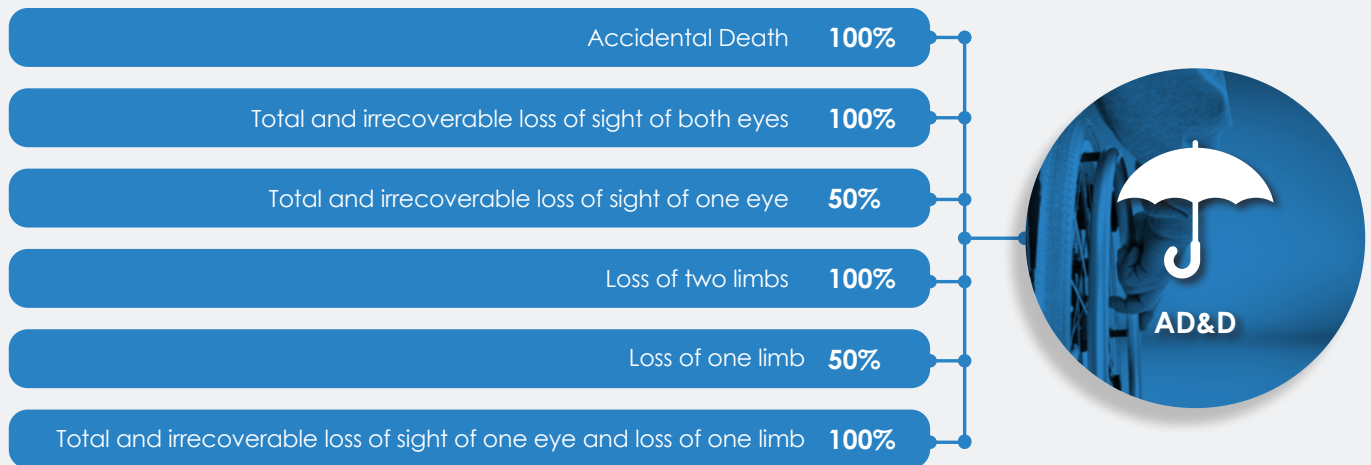 Accidental Death 100%
Total and irrecoverable loss of sight of both eyes 100%
Total and irrecoverable loss of sight of one eye 50%
Loss of two limbs 100%
Loss of one limb 50%
Total and irrecoverable loss of sight of one eye and loss of one limb 100%
AD&D